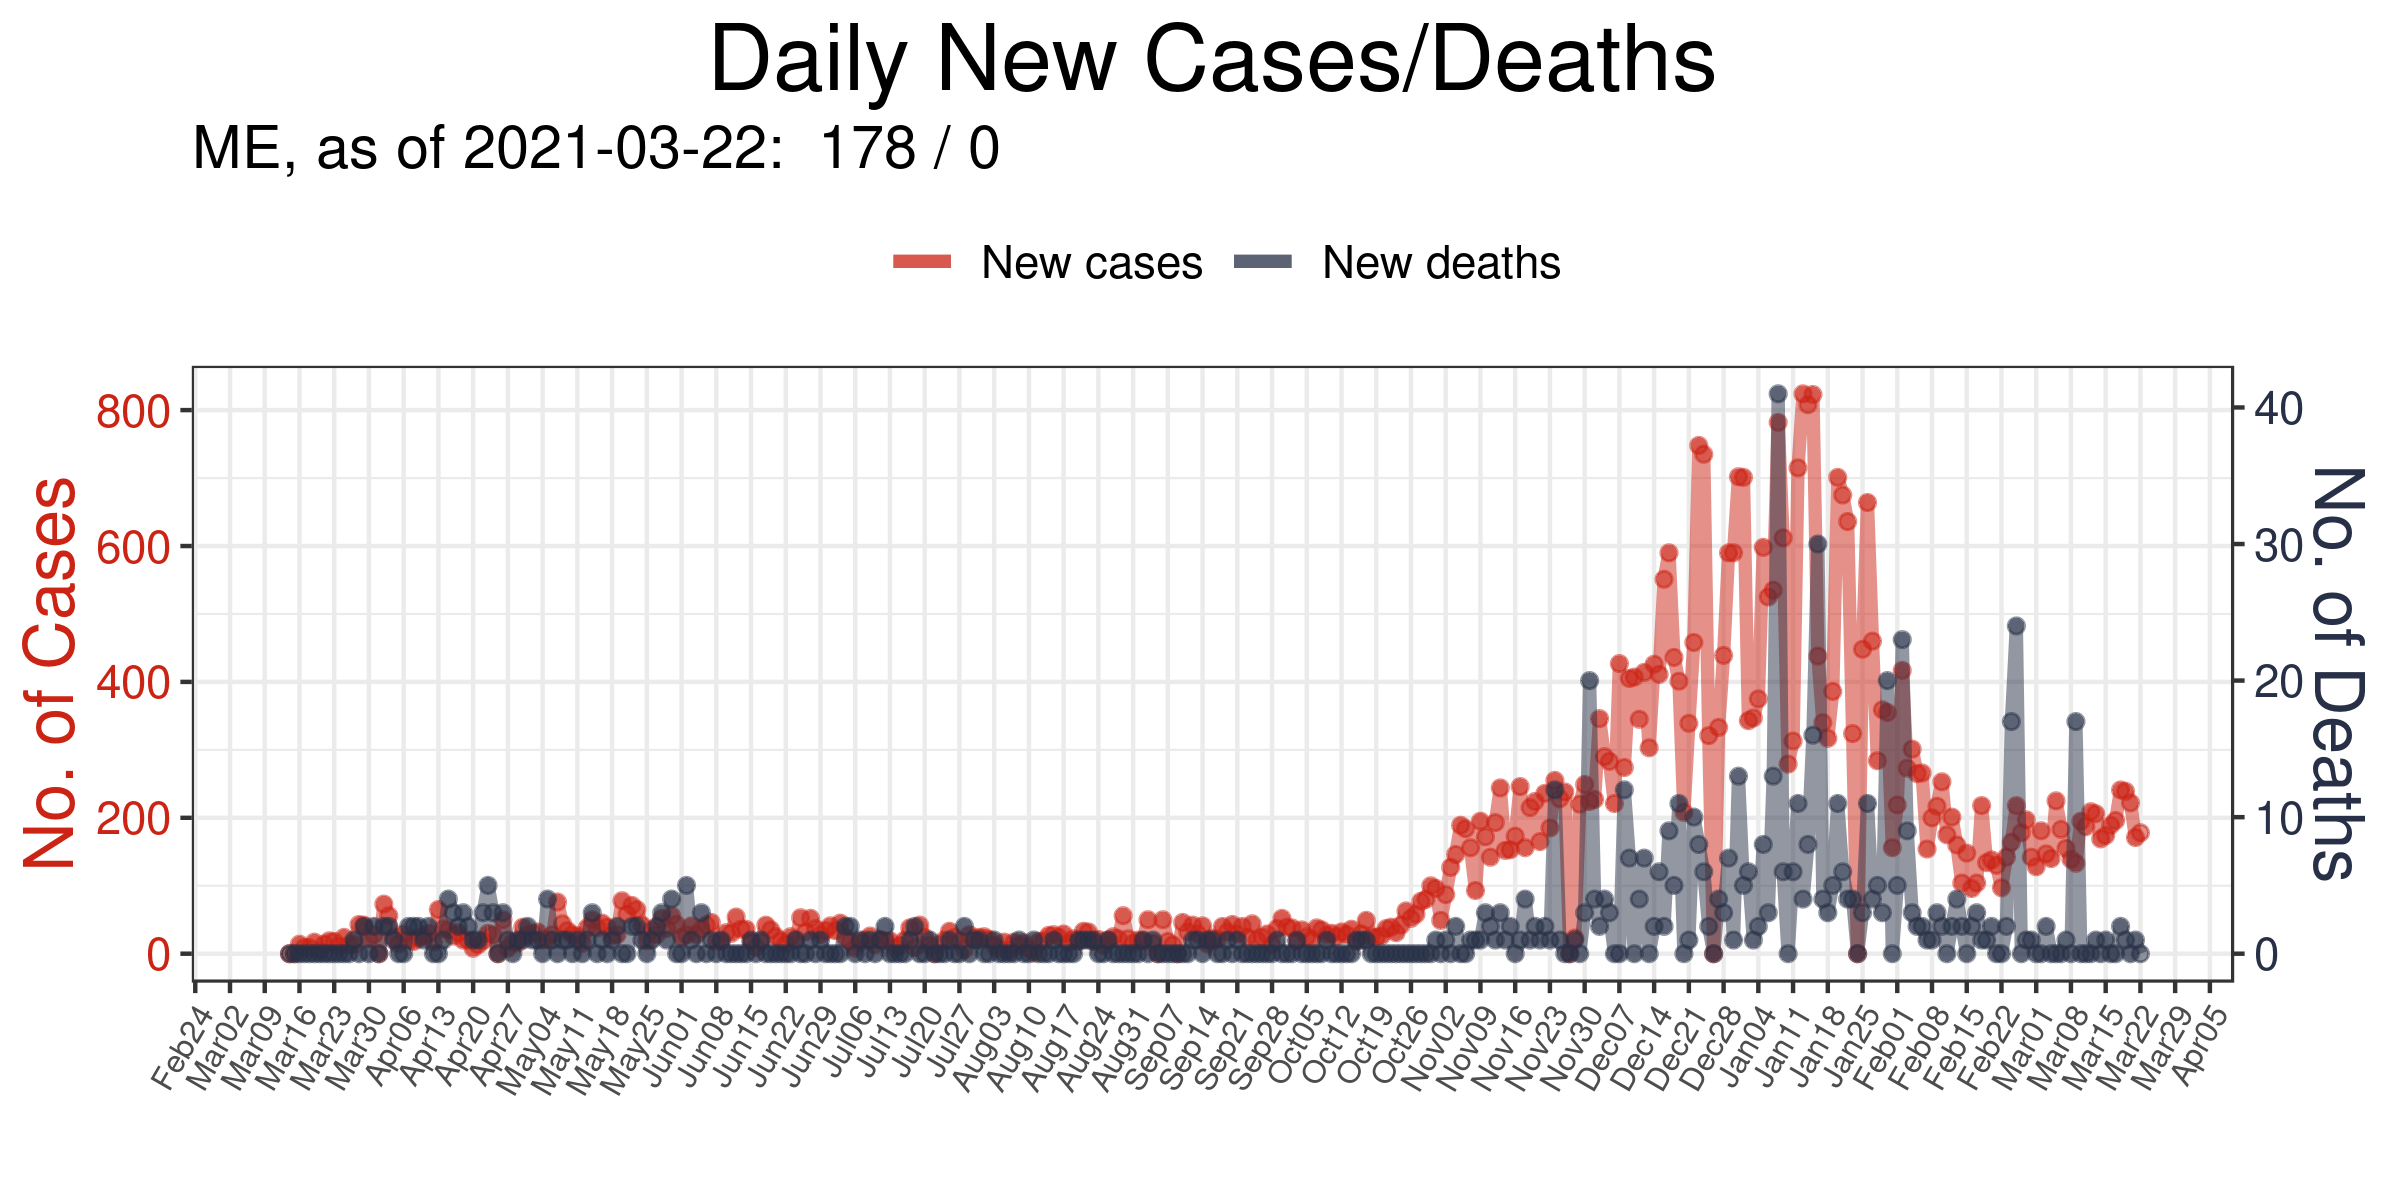 Daily New Cases/Deaths
ME, as of 2021-03-22:  178 / 0
New cases
New deaths
No. of Cases
800
600
400
200
0
40
30
20
10
0
No. of Deaths
Feb24
Mar02
Mar09
Mar16
Mar23
Mar30
Apr06
Apr13
Apr20
Apr27
May04
May11
May18
May25
Jun01
Jun08
Jun15
Jun22
Jun29
Jul06
Jul13
Jul20
Jul27
Aug03
Aug10
Aug17
Aug24
Aug31
Sep07
Sep14
Sep21
Sep28
Oct05
Oct12
Oct19
Oct26
Nov02
Nov09
Nov16
Nov23
Nov30
Dec07
Dec14
Dec21
Dec28
Jan04
Jan11
Jan18
Jan25
Feb01
Feb08
Feb15
Feb22
Mar01
Mar08
Mar15
Mar22
Mar29
Apr05